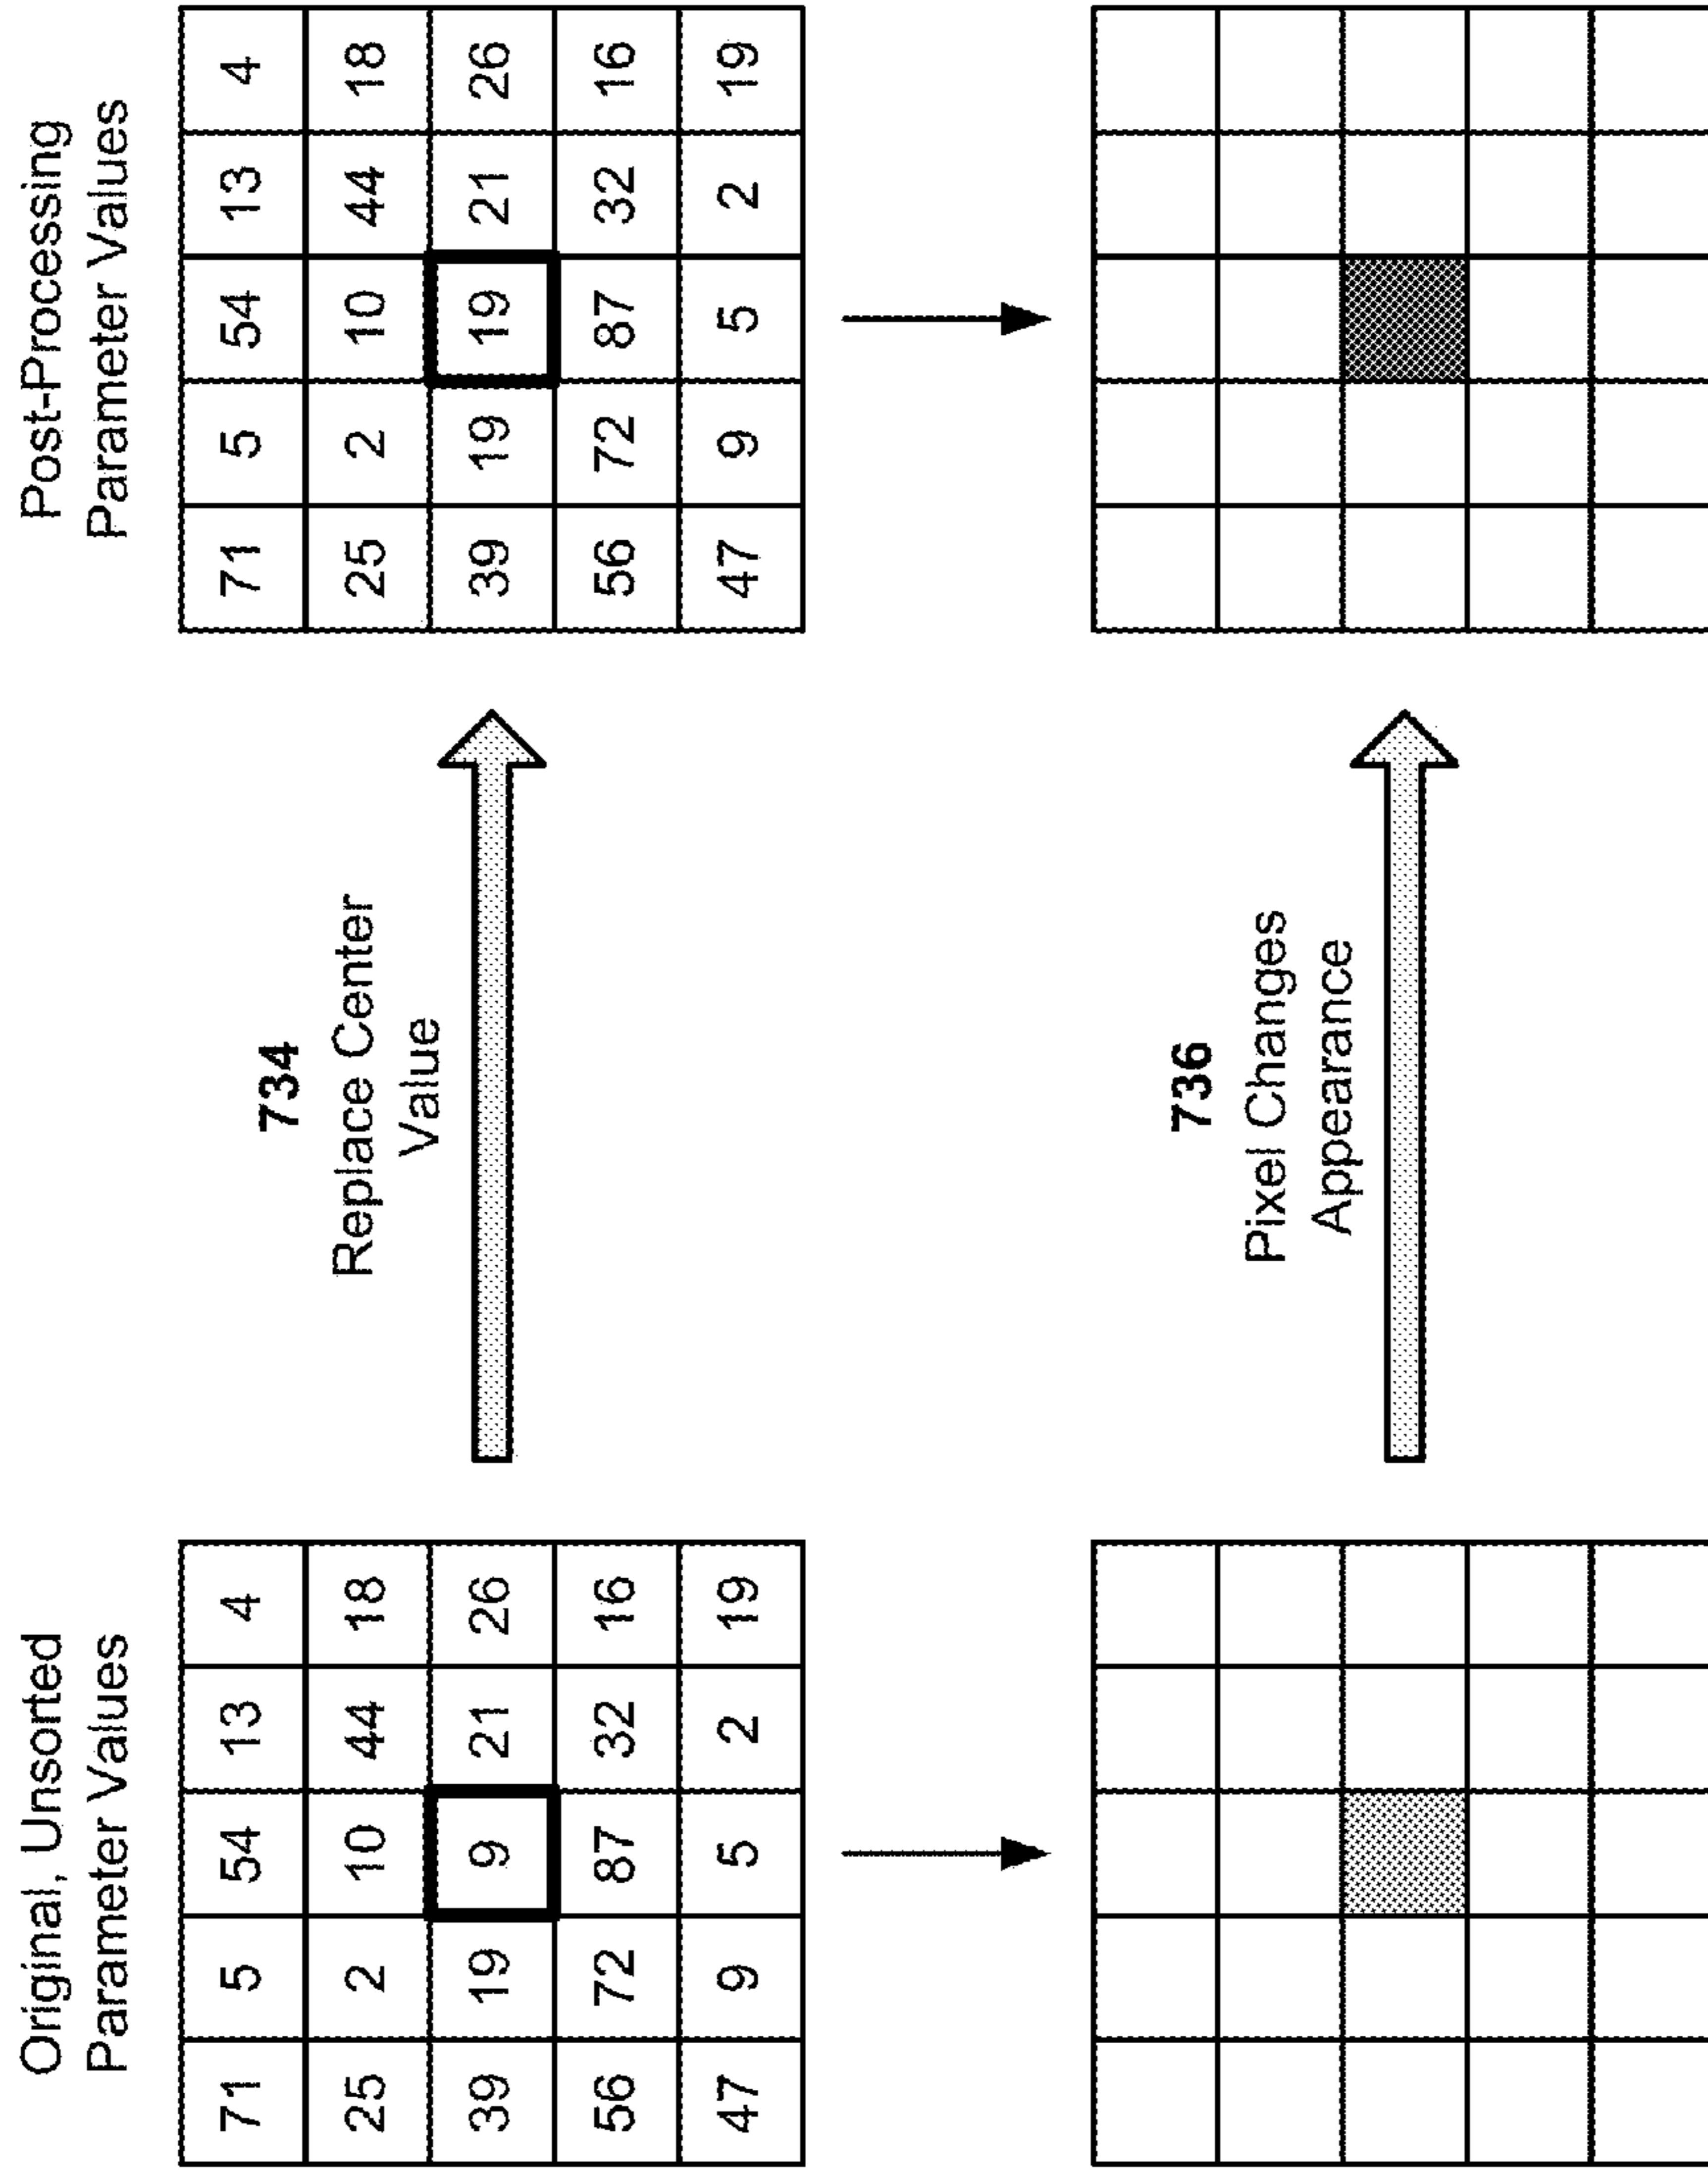 Original, Unsorted
Parameter Values
71 5 54 13 4
25 2 10 44 18
39 19 9 21 26
56 72 87 32 16
47 9 5 2 19
734
Replace Center
Value
Post-Processing
Parameter Values
71 5 54 13 4
25 2 10 44 18
39 19 19 21 26
56 72 87 32 16
47 9 5 2 19
736
Pixel Changes
Appearance